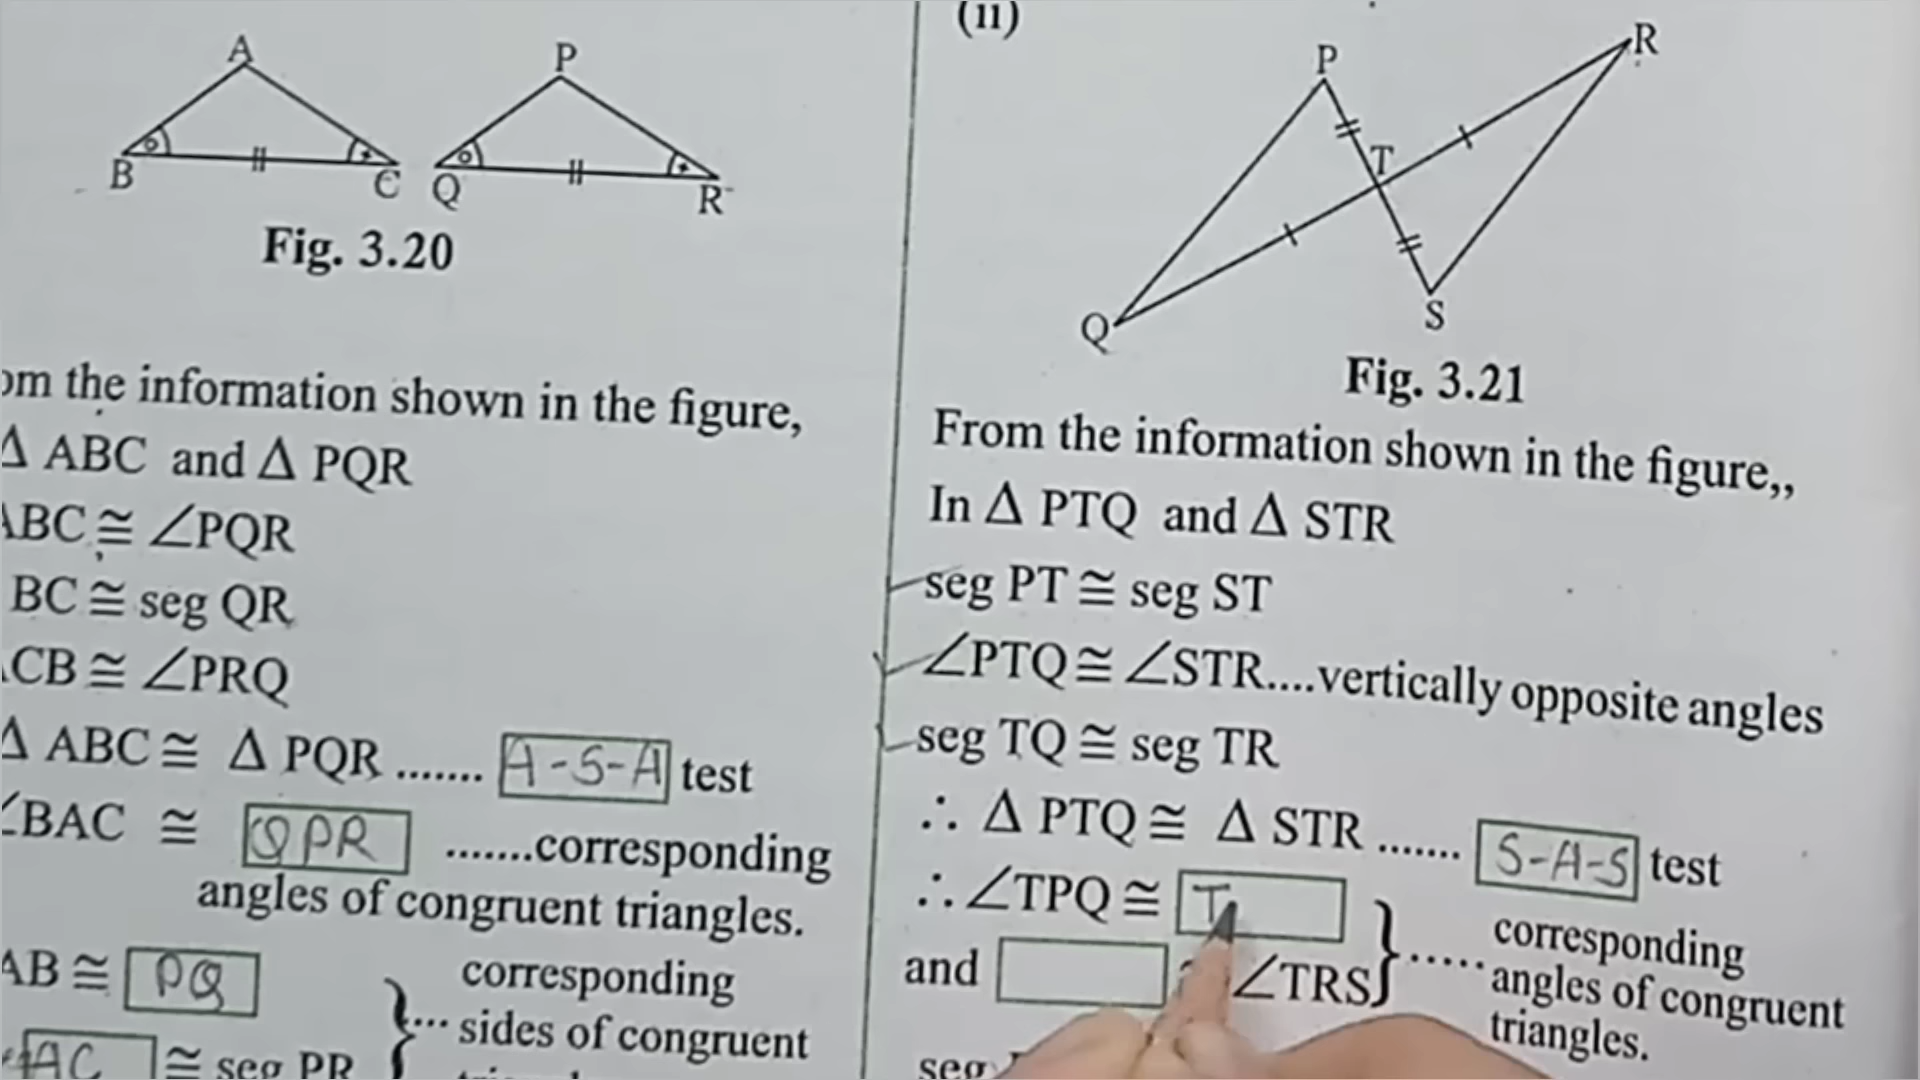 A
B
C
P
Q
R
Fig. 3.20
om the information shown in the figure,
Δ ABC and Δ PQR
ABC ≅ ∠PQR
BC ≅ seg QR
CB ≅ ∠PRQ
Δ ABC ≅ Δ PQR ....... A-S-A test
∠BAC ≅ QPR .......corresponding
angles of congruent triangles.
AB ≅ PQ } ... corresponding
sides of congruent
AC ≅ seg PR
(ii)
P
R
T
Q
S
Fig. 3.21
From the information shown in the figure,,
In Δ PTQ and Δ STR
seg PT ≅ seg ST
∠PTQ ≅ ∠STR....vertically opposite angles
seg TQ ≅ seg TR
∴ Δ PTQ ≅ Δ STR ....... S-A-S test
∴ ∠TPQ ≅ T } ..... corresponding
and ∠TRS angles of congruent
triangles.
seg